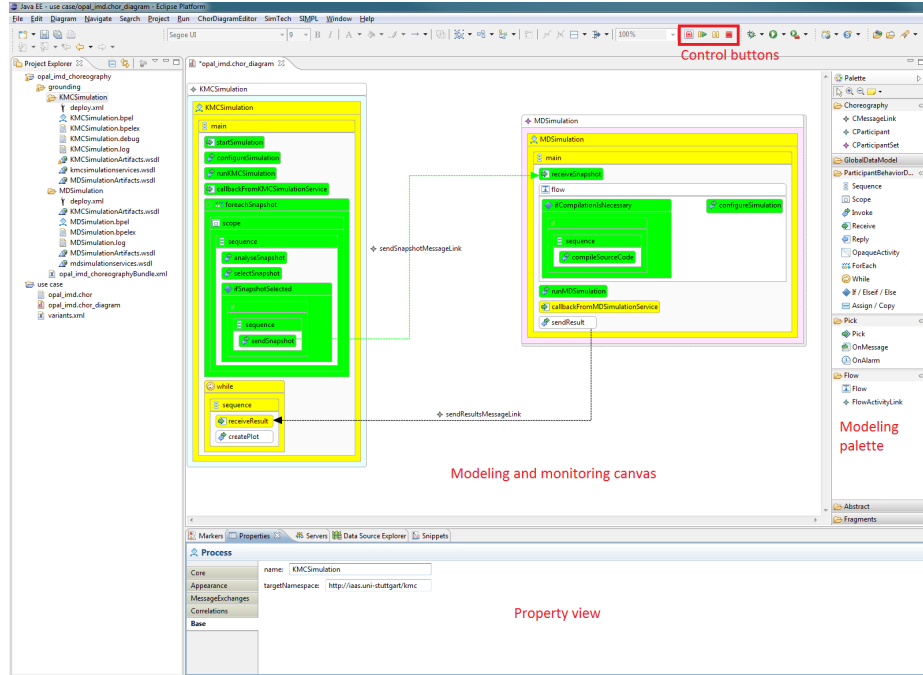 Java EE - use case/opal_imd.chor_diagram - Eclipse Platform
File Edit Diagram Navigate Search Project Run ChorDiagramEditor SimTech SIMPL Window Help
Segoe UI 9 B I A 100%
Control buttons
Project Explorer
opal_imd_choreography
grounding
KMCSimulation
deploy.xml
KMCSimulation.bpel
KMCSimulation.bpelex
KMCSimulation.debug
KMCSimulation.log
KMCSimulationArtifacts.wsdl
kmcsimulationservices.wsdl
MDSimulationArtifacts.wsdl
MDSimulation
deploy.xml
KMCSimulationArtifacts.wsdl
MDSimulation.bpel
MDSimulation.bpelex
MDSimulation.log
MDSimulationArtifacts.wsdl
mdsimulationservices.wsdl
opal_imd_choreographyBundle.xml
use case
opal_imd.chor
opal_imd.chor_diagram
variants.xml
*opal_imd.chor_diagram
KMCSimulation
KMCSimulation
main
startSimulation
configureSimulation
runKMCSimulation
callbackFromKMCSimulationService
foreachSnapshot
scope
sequence
analyseSnapshot
selectSnapshot
ifSnapshotSelected
sequence
sendSnapshot
while
sequence
receiveResult
createPlot
sendSnapshotMessageLink
sendResultsMessageLink
MDSimulation
MDSimulation
main
receiveSnapshot
flow
ifCompilationIsNecessary
configureSimulation
sequence
compileSourceCode
runMDSimulation
callbackFromMDSimulationService
sendResult
Modeling and monitoring canvas
Palette
Choreography
CMessageLink
CParticipant
CParticipantSet
GlobalDataModel
ParticipantBehaviorD...
Sequence
Scope
Invoke
Receive
Reply
OpaqueActivity
ForEach
While
If / Elseif / Else
Assign / Copy
Pick
Pick
OnMessage
OnAlarm
Flow
Flow
FlowActivityLink
Modeling
palette
Abstract
Fragments
Markers Properties Servers Data Source Explorer Snippets
Process
Core
Appearance
MessageExchanges
Correlations
Base
name: KMCSimulation
targetNamespace: http://iaas.uni-stuttgart/kmc
Property view